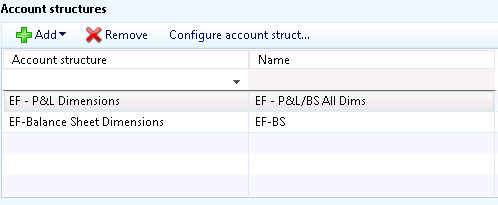 Account structures
Add Remove Configure account struct...
Account structure Name
EF - P&L Dimensions EF - P&L/BS All Dims
EF-Balance Sheet Dimensions EF-BS